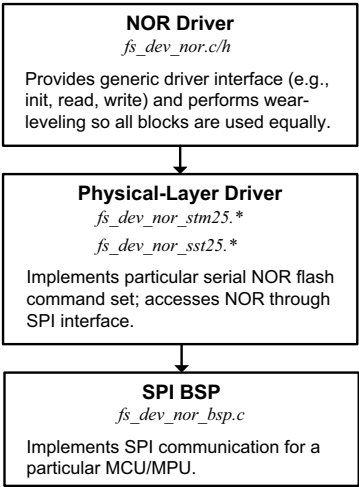 NOR Driver
fs_dev_nor.c/h
Provides generic driver interface (e.g.,
init, read, write) and performs wear-
leveling so all blocks are used equally.
Physical-Layer Driver
fs_dev_nor_stm25.*
fs_dev_nor_sst25.*
Implements particular serial NOR flash
command set; accesses NOR through
SPI interface.
SPI BSP
fs_dev_nor_bsp.c
Implements SPI communication for a
particular MCU/MPU.